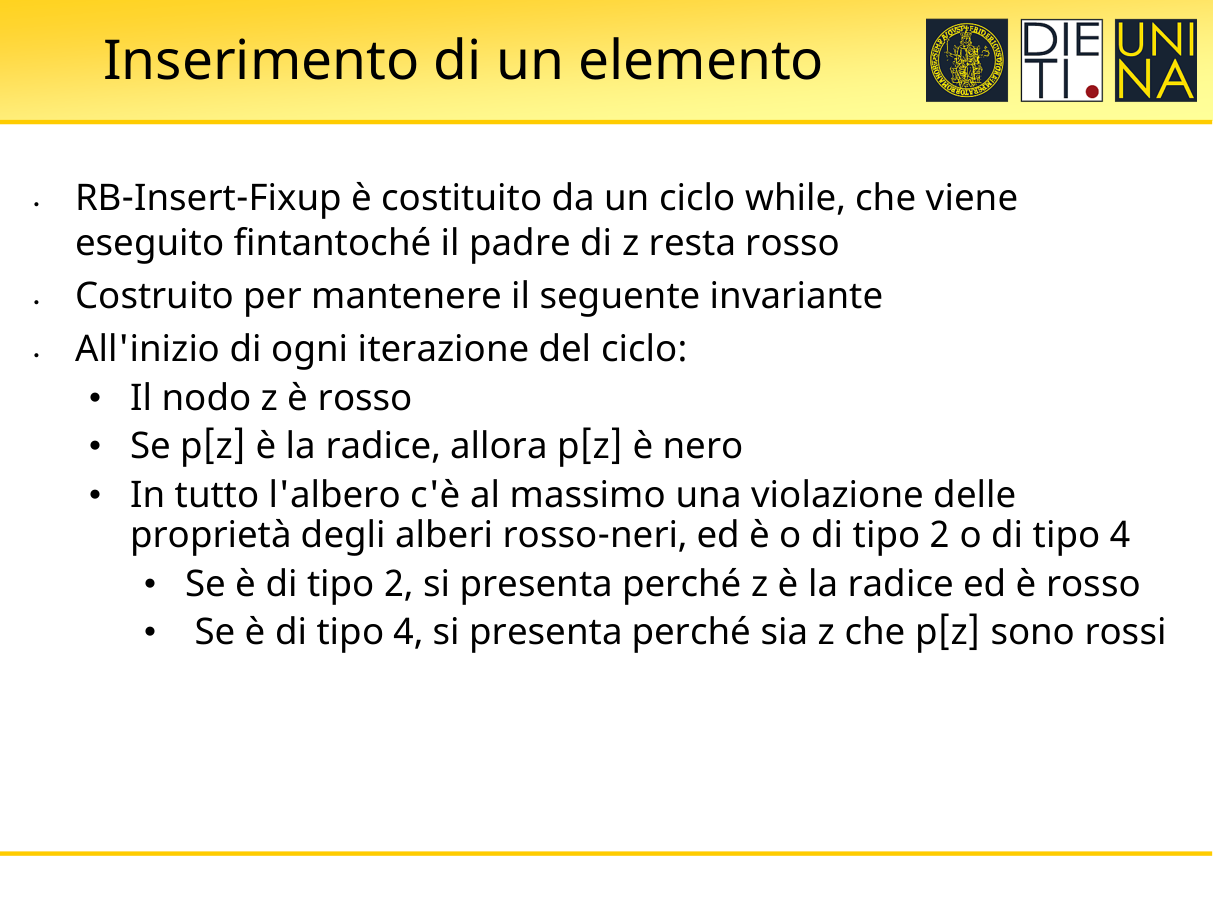 Inserimento di un elemento
DIE
TI.
UNI
NA
• RB-Insert-Fixup è costituito da un ciclo while, che viene
eseguito fintantoché il padre di z resta rosso
• Costruito per mantenere il seguente invariante
• All'inizio di ogni iterazione del ciclo:
• Il nodo z è rosso
• Se p[z] è la radice, allora p[z] è nero
• In tutto l'albero c'è al massimo una violazione delle
proprietà degli alberi rosso-neri, ed è o di tipo 2 o di tipo 4
• Se è di tipo 2, si presenta perché z è la radice ed è rosso
• Se è di tipo 4, si presenta perché sia z che p[z] sono rossi